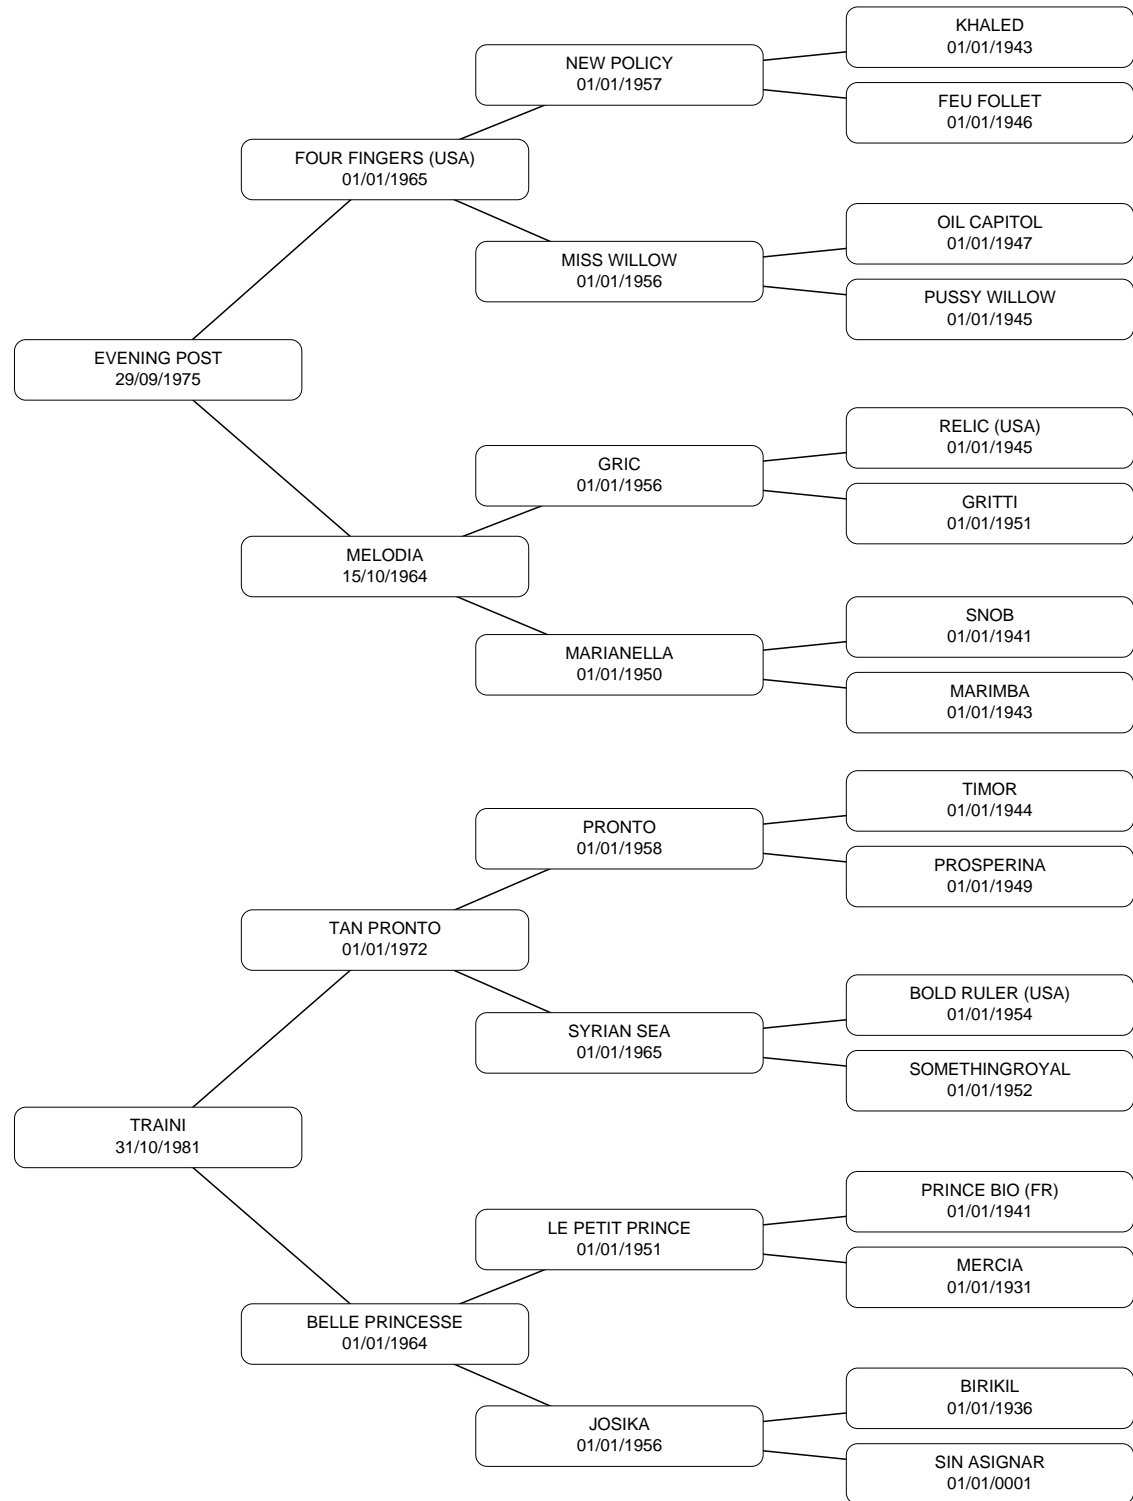 KHALED
01/01/1943
NEW POLICY
01/01/1957
FEU FOLLET
01/01/1946
FOUR FINGERS (USA)
01/01/1965
OIL CAPITOL
01/01/1947
MISS WILLOW
01/01/1956
PUSSY WILLOW
01/01/1945
EVENING POST
29/09/1975
RELIC (USA)
01/01/1945
GRIC
01/01/1956
GRITTI
01/01/1951
MELODIA
15/10/1964
SNOB
01/01/1941
MARIANELLA
01/01/1950
MARIMBA
01/01/1943
TIMOR
01/01/1944
PRONTO
01/01/1958
PROSPERINA
01/01/1949
TAN PRONTO
01/01/1972
BOLD RULER (USA)
01/01/1954
SYRIAN SEA
01/01/1965
SOMETHINGROYAL
01/01/1952
TRAINI
31/10/1981
PRINCE BIO (FR)
01/01/1941
LE PETIT PRINCE
01/01/1951
MERCIA
01/01/1931
BELLE PRINCESSE
01/01/1964
BIRIKIL
01/01/1936
JOSIKA
01/01/1956
SIN ASIGNAR
01/01/0001